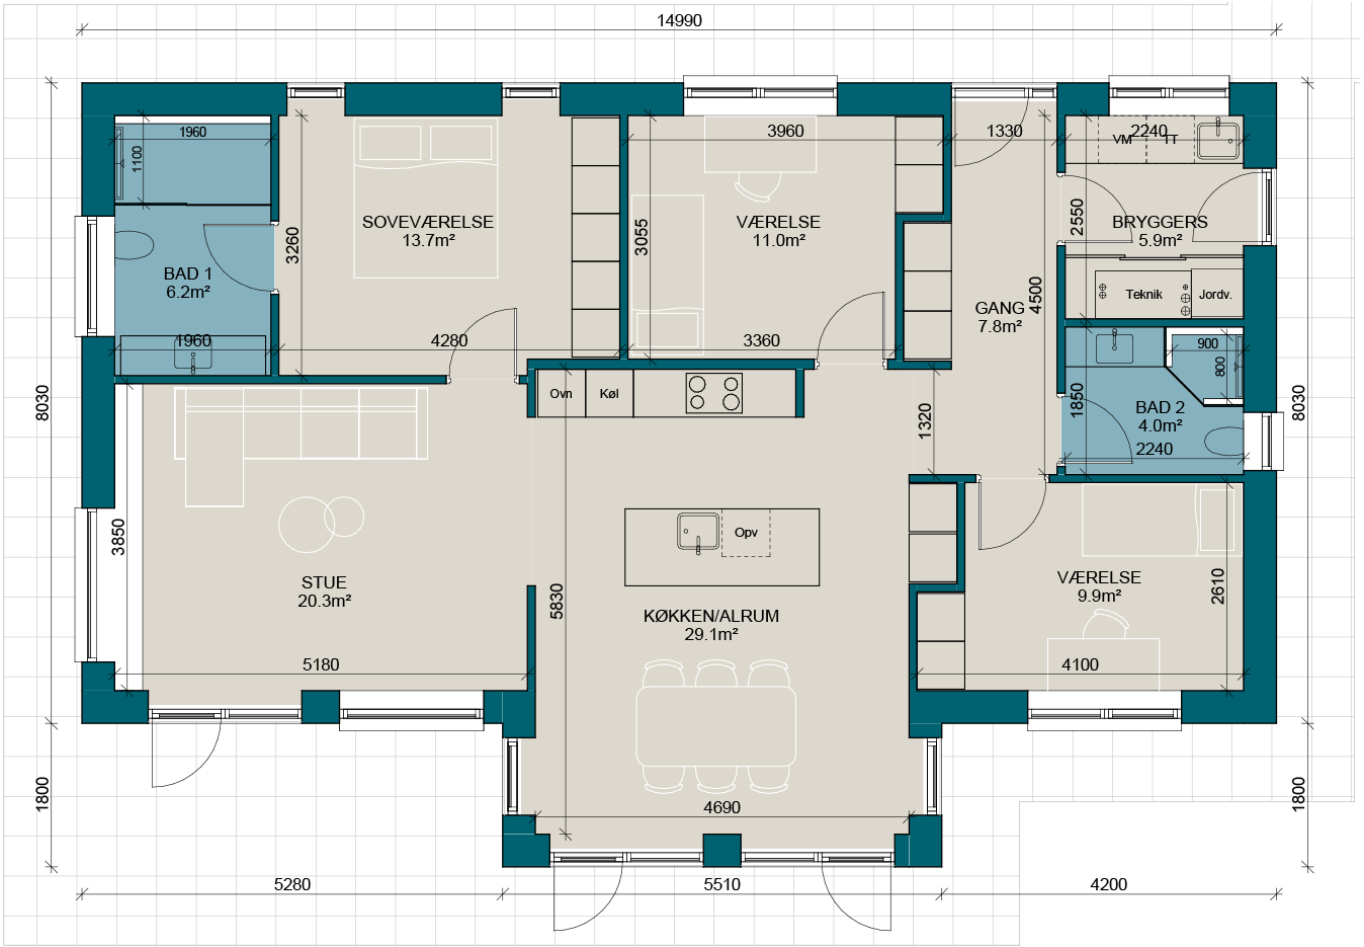 14990
1960
3960
1330
2240
VM
TT
1100
SOVEVÆRELSE
13.7m²
VÆRELSE
11.0m²
BRYGGERS
5.9m²
2550
3260
3055
BAD 1
6.2m²
4500
Teknik
Jordv.
GANG
7.8m²
1960
4280
3360
900
800
Ovn
Køl
8030
1320
1850
BAD 2
4.0m²
8030
2240
3850
Opv
STUE
20.3m²
5830
KØKKEN/ALRUM
29.1m²
VÆRELSE
9.9m²
2610
5180
4100
1800
4690
1800
5280
5510
4200